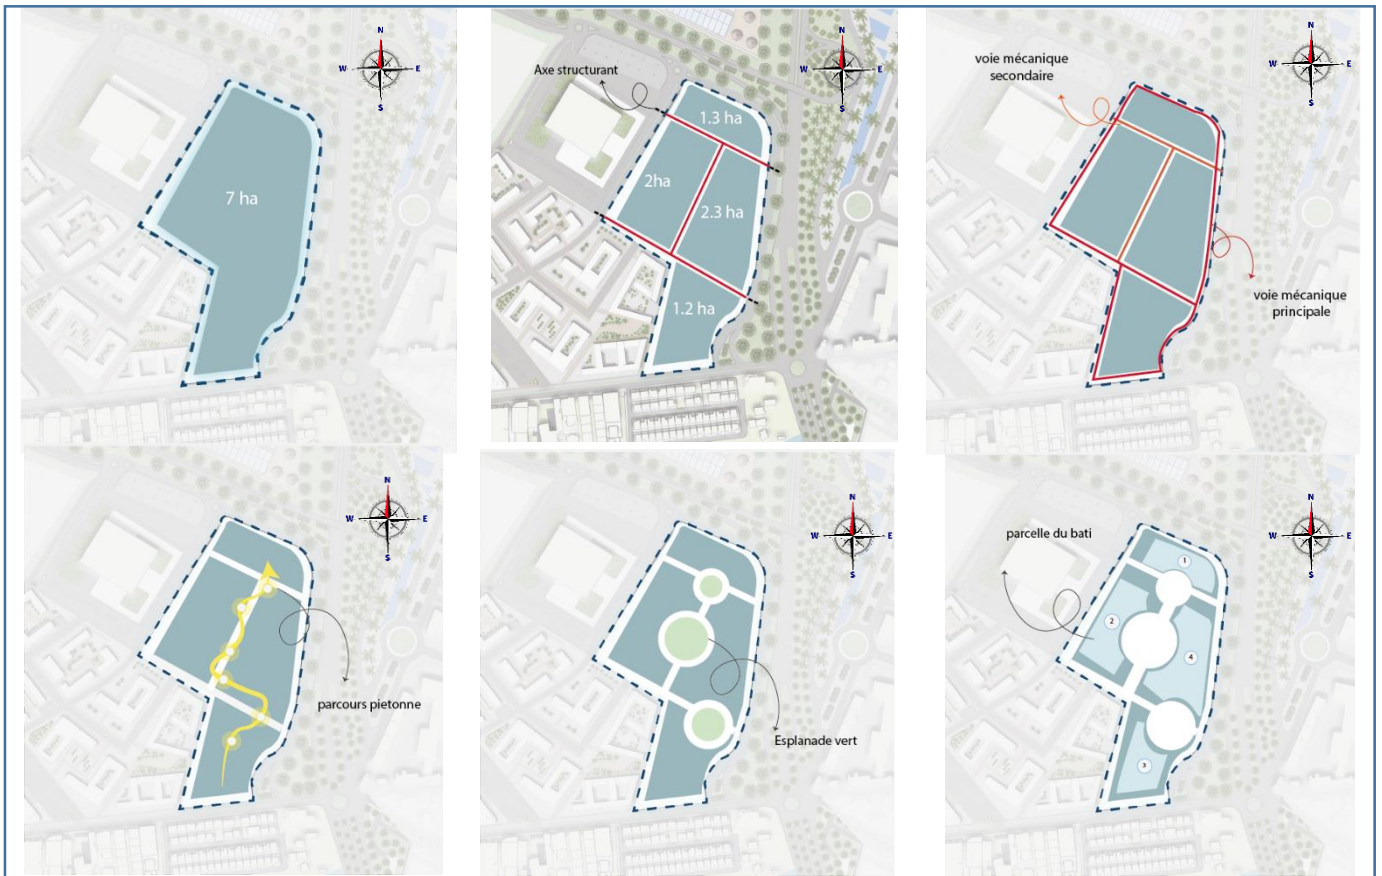 N
W E
S
7 ha
N
W E
S
Axe structurant
1.3 ha
2ha
2.3 ha
1.2 ha
N
W E
S
voie mécanique
secondaire
voie mécanique
principale
N
W E
S
parcours pietonne
N
W E
S
Esplanade vert
N
W E
S
parcelle du bati
1
2
4
3